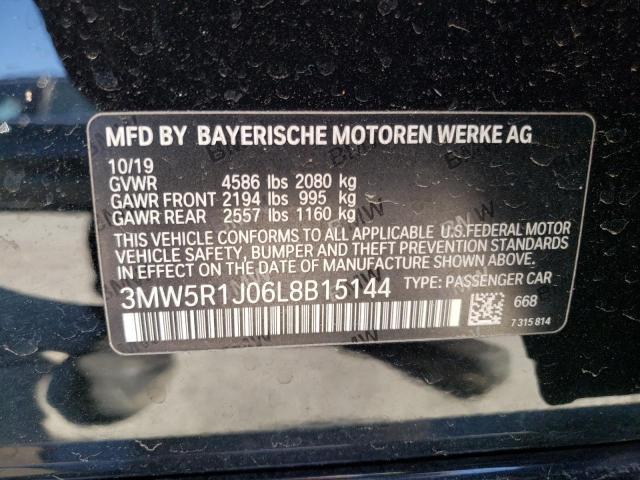 MFD BY BAYERISCHE MOTOREN WERKE AG
10/19
GVWR 4586 lbs 2080 kg
GAWR FRONT 2194 lbs 995 kg
GAWR REAR 2557 lbs 1160 kg
THIS VEHICLE CONFORMS TO ALL APPLICABLE U.S.FEDERAL MOTOR
VEHICLE SAFETY, BUMPER AND THEFT PREVENTION STANDARDS
IN EFFECT ON THE DATE OF MANUFACTURE SHOWN ABOVE.
3MW5R1J06L8B15144 TYPE: PASSENGER CAR
668
7 315 814